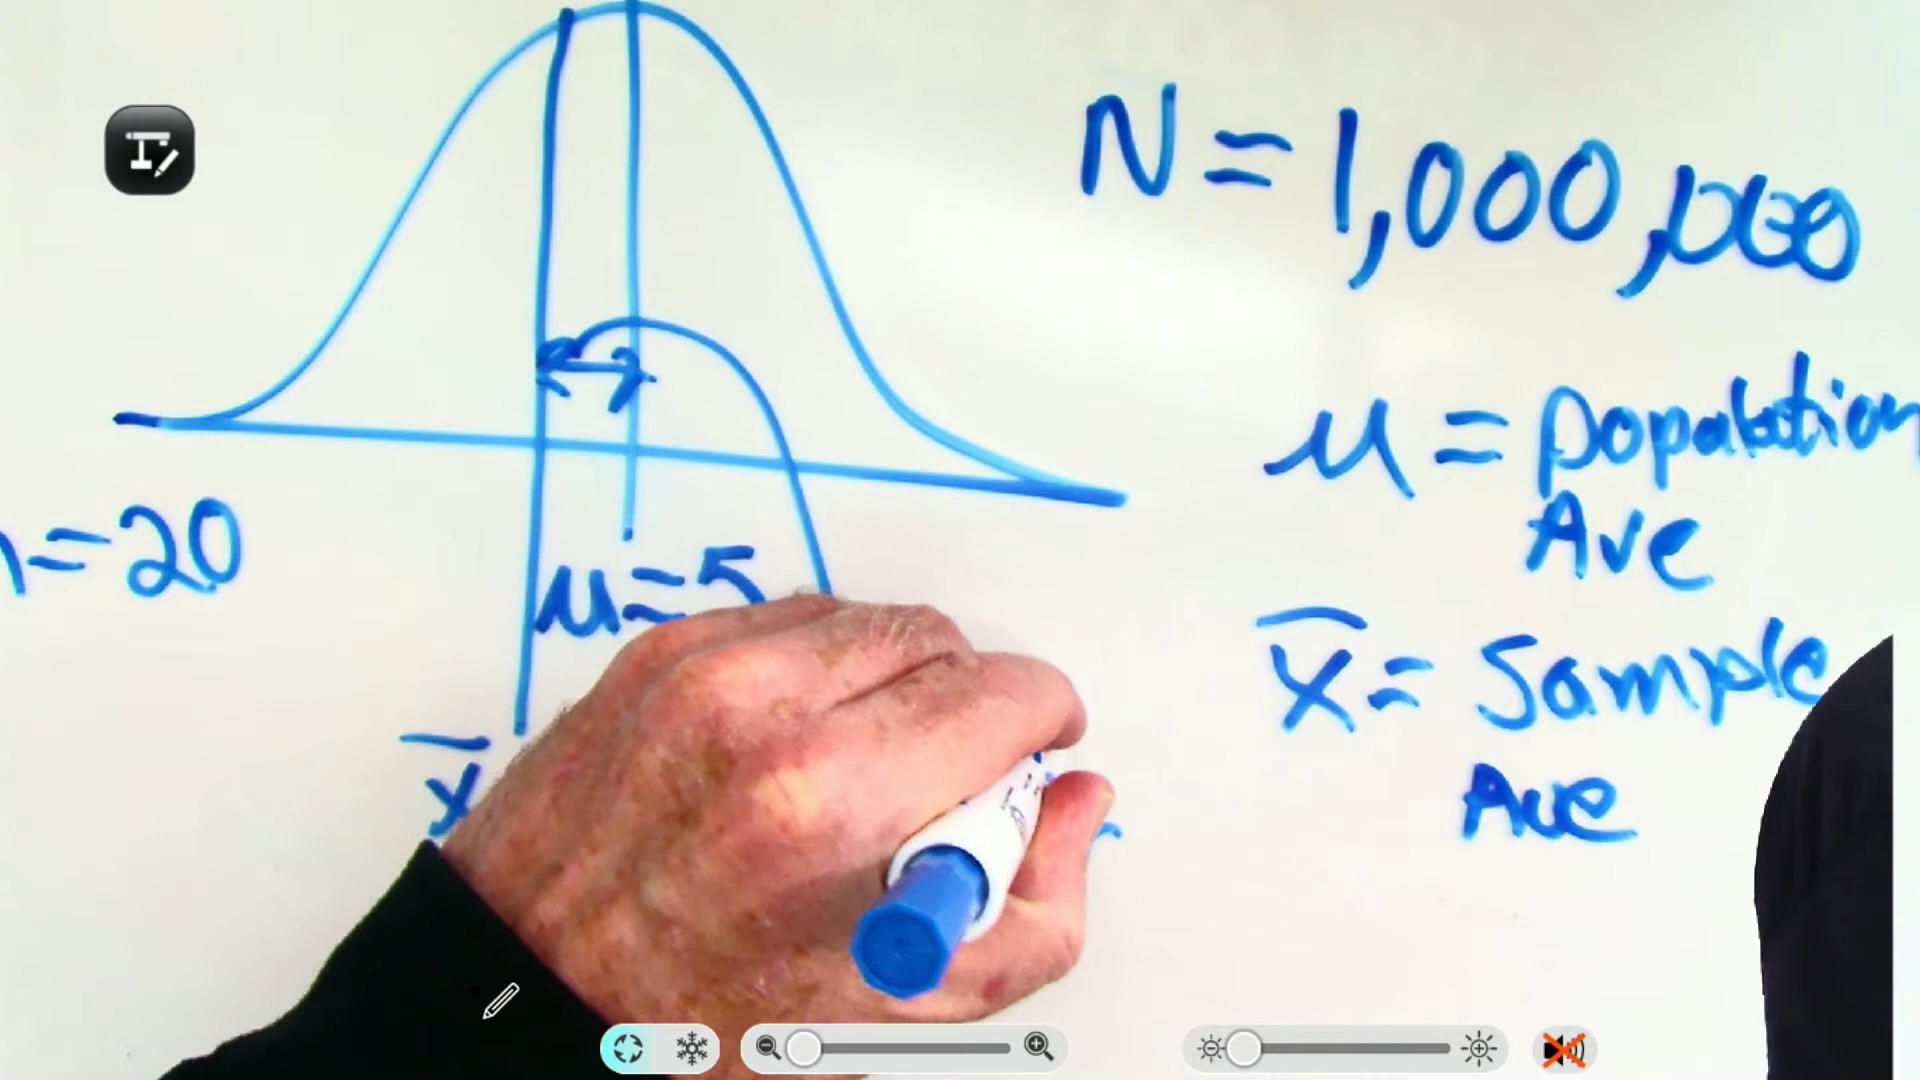 N = 1,000,000
μ = Population
Ave
n = 20
μ = 5
x̄ = Sample
x̄
Ave